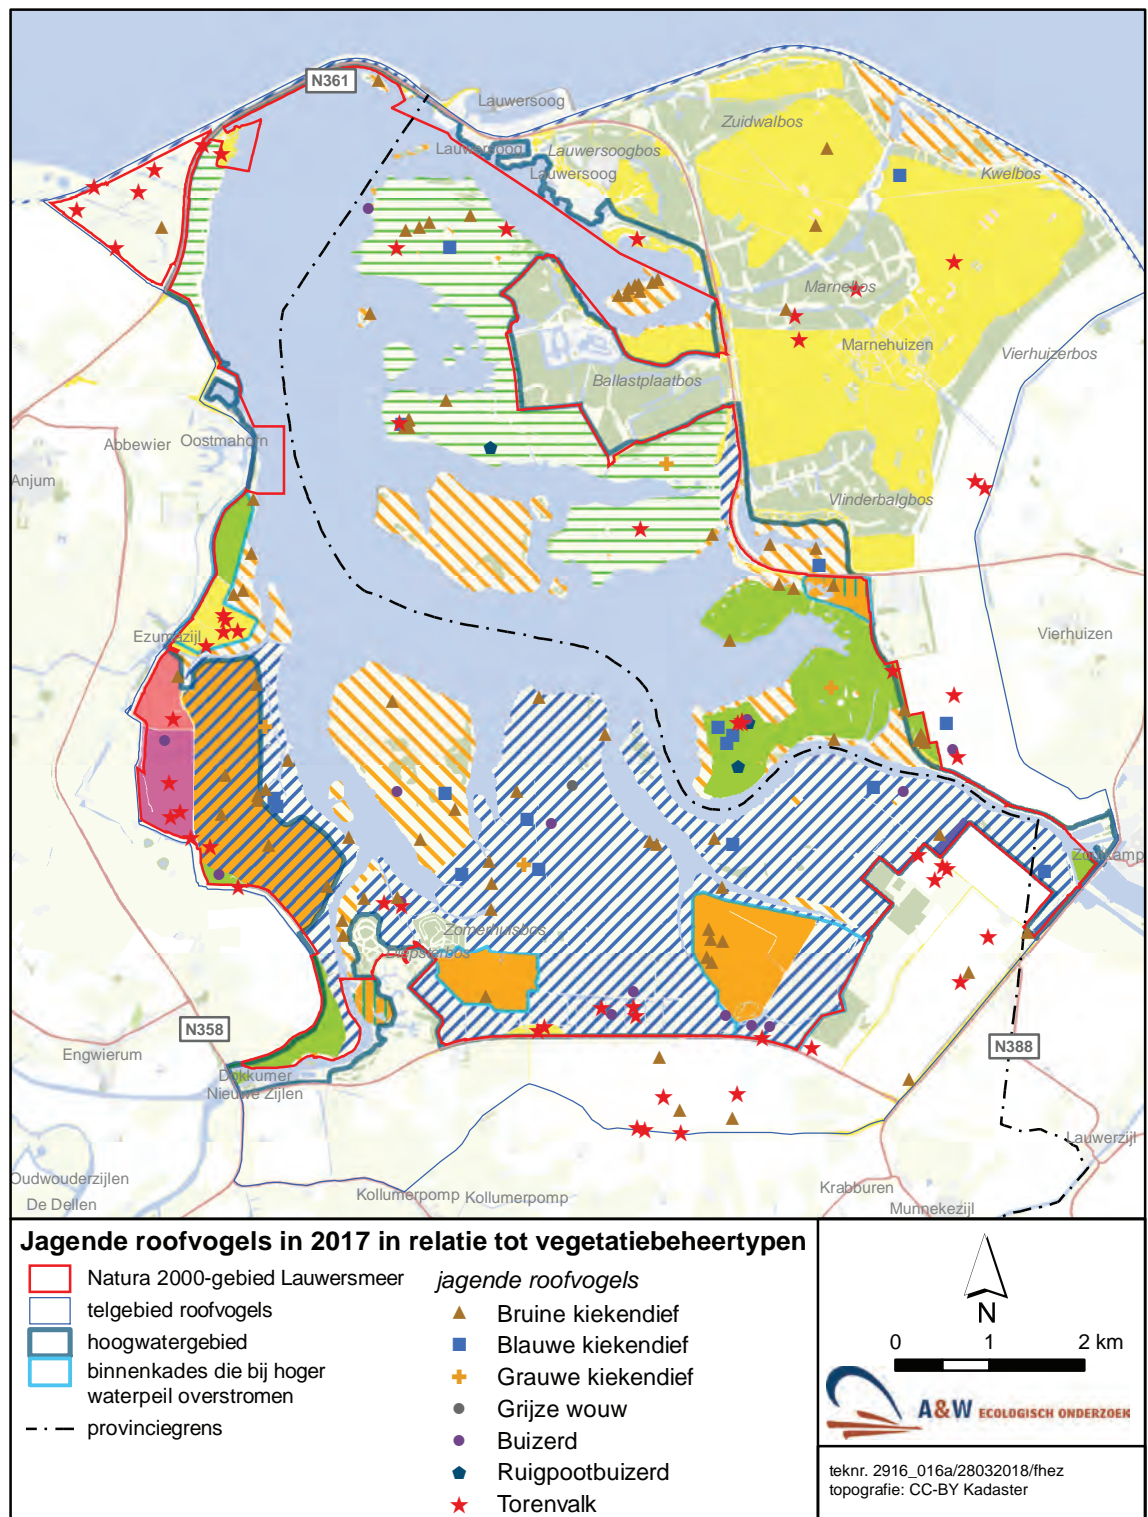 N361
Lauwersoog
Zuidwalbos
Lauwersoog
Lauwersoogbos
Lauwersoog
Kwelbos
Marnebos
Marnehuizen
Vierhuizerbos
Ballastplaatbos
Abbewier
Oostmahorn
Anjum
Vlinderbalgbos
Ezumazijl
Vierhuizen
Zoutkamp
Zomerhuisbos
Diepsterbos
N358
N388
Engwierum
Dokkumer
Nieuwe Zijlen
Lauwerzijl
Oudwouderzijlen
De Dellen
Kollumerpomp
Kollumerpomp
Krabburen
Munnekezijl
Jagende roofvogels in 2017 in relatie tot vegetatiebeheertypen
Natura 2000-gebied Lauwersmeer
telgebied roofvogels
hoogwatergebied
binnenkades die bij hoger
waterpeil overstromen
provinciegrens
jagende roofvogels
Bruine kiekendief
Blauwe kiekendief
Grauwe kiekendief
Grijze wouw
Buizerd
Ruigpootbuizerd
Torenvalk
N
0 1 2 km
A&W ECOLOGISCH ONDERZOEK
teknr. 2916_016a/28032018/fhez
topografie: CC-BY Kadaster